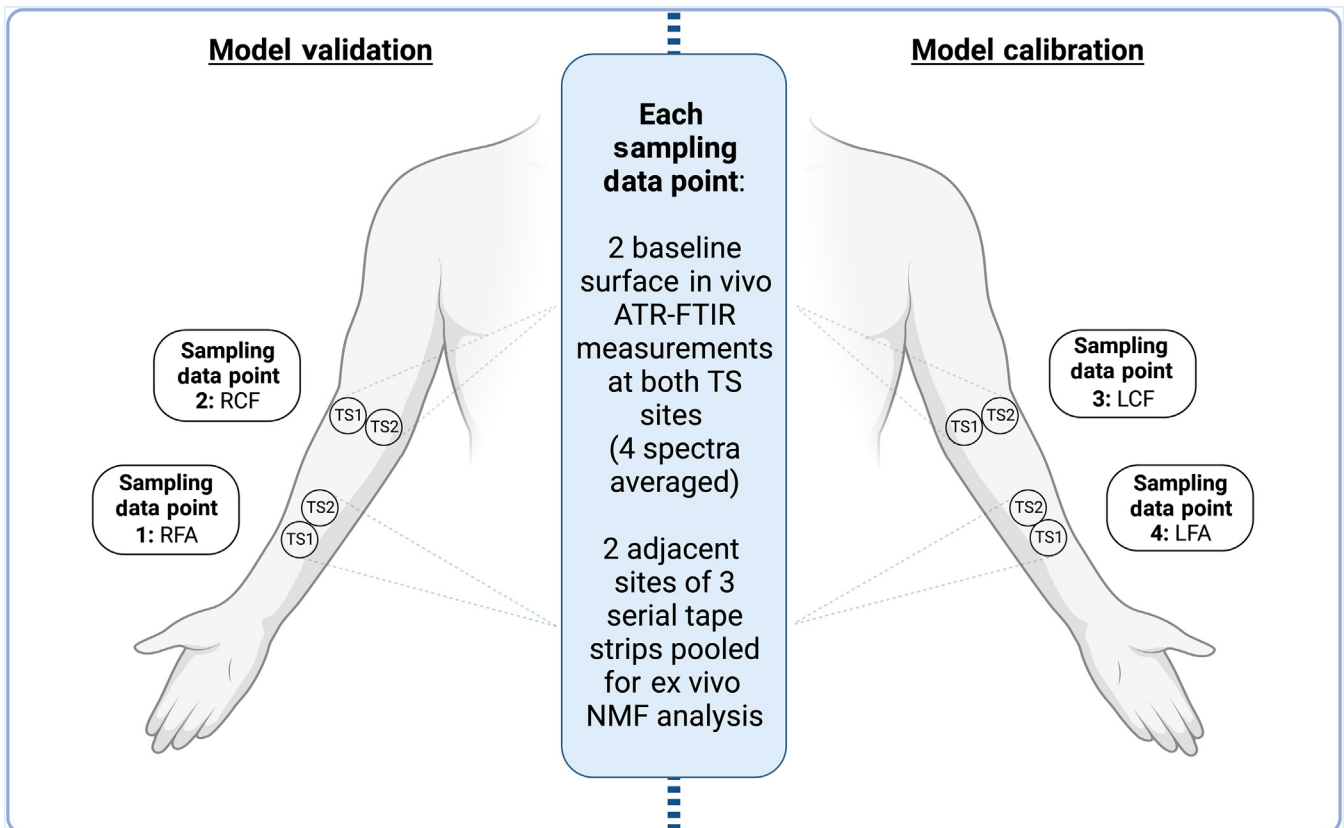 Model validation
Model calibration
Each
sampling
data point:
2 baseline
surface in vivo
ATR-FTIR
measurements
at both TS
sites
(4 spectra
averaged)
2 adjacent
sites of 3
serial tape
strips pooled
for ex vivo
NMF analysis
Sampling
data point
2: RCF
TS1
TS2
Sampling
data point
1: RFA
TS2
TS1
Sampling
data point
3: LCF
TS1
TS2
Sampling
data point
4: LFA
TS2
TS1